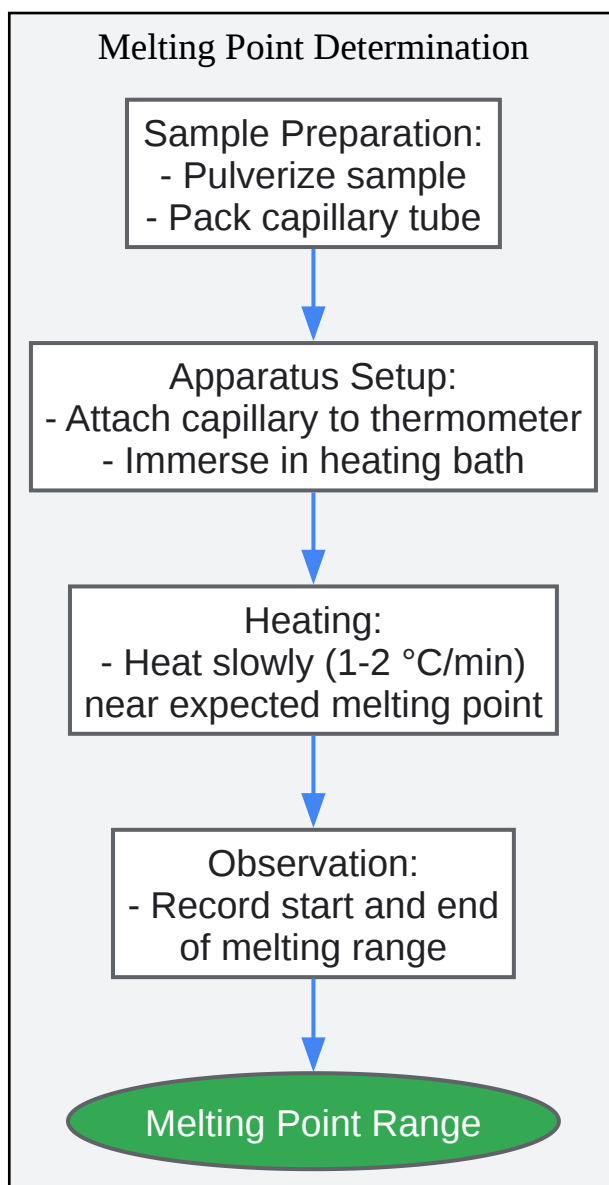 Melting Point Determination
Sample Preparation:
- Pulverize sample
- Pack capillary tube
Apparatus Setup:
- Attach capillary to thermometer
- Immerse in heating bath
Heating:
- Heat slowly (1-2 °C/min)
near expected melting point
Observation:
- Record start and end
of melting range
Melting Point Range